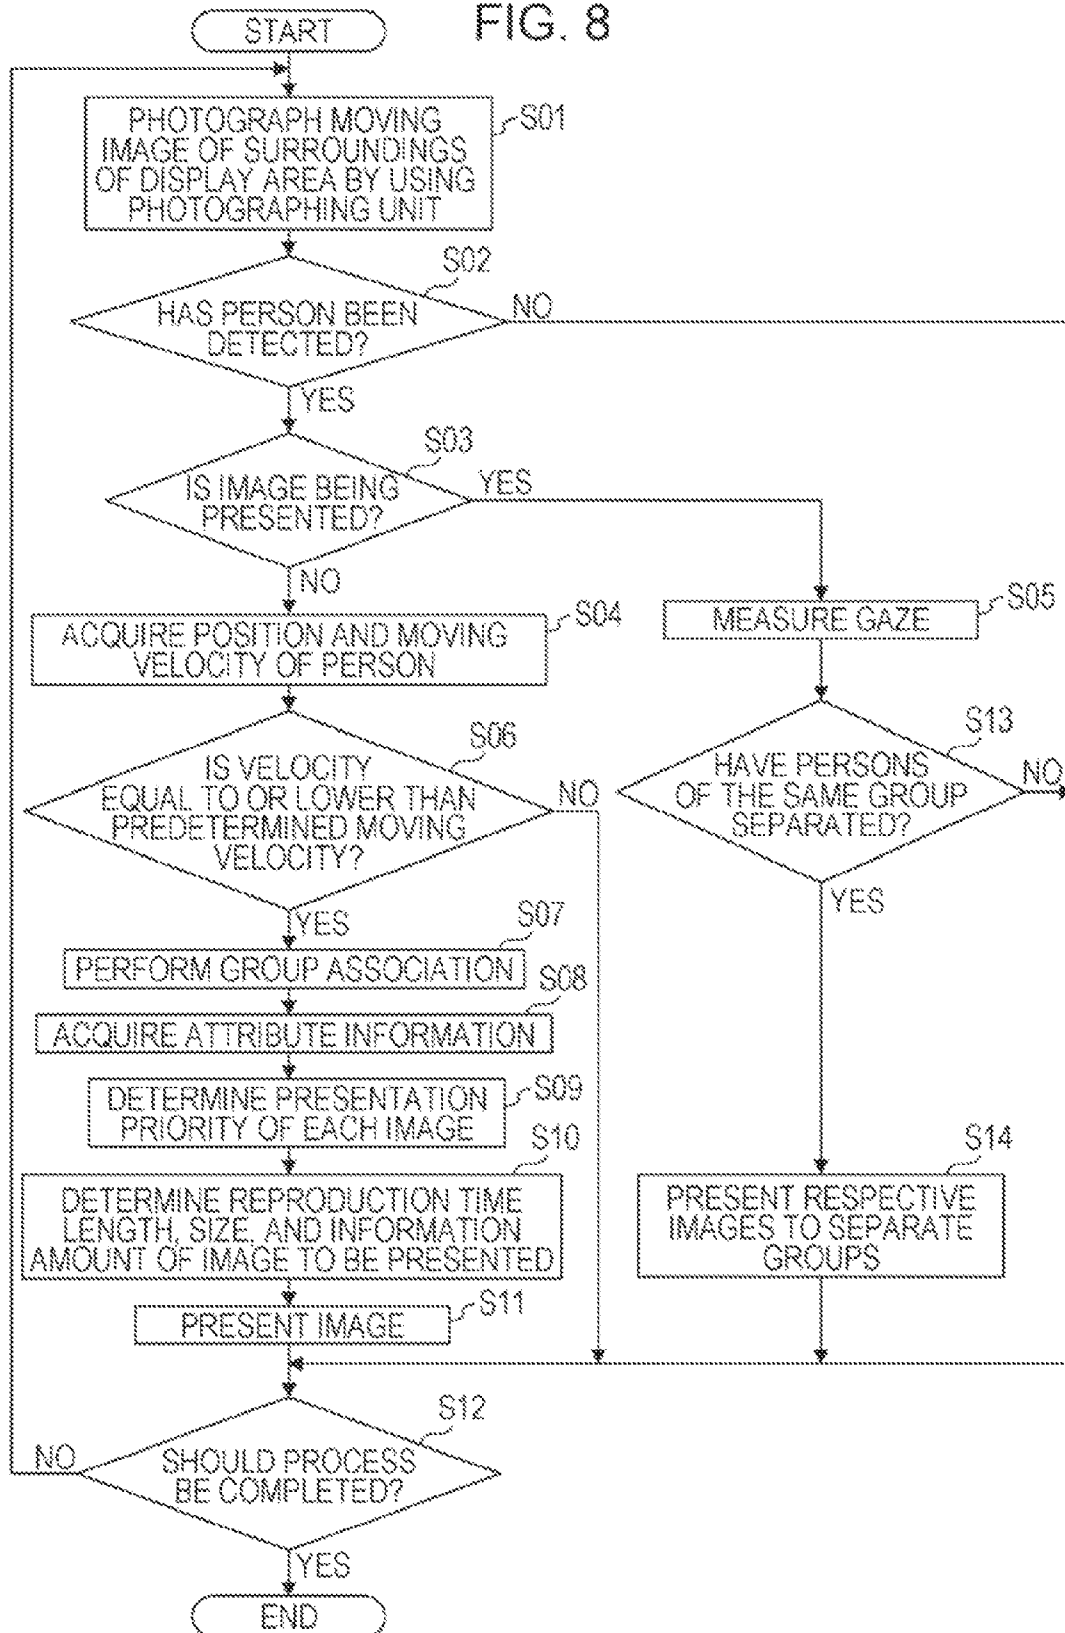 FIG. 8
START
PHOTOGRAPH MOVING
IMAGE OF SURROUNDINGS
OF DISPLAY AREA BY USING
PHOTOGRAPHING UNIT
S01
S02
HAS PERSON BEEN
DETECTED?
NO
YES
S03
IS IMAGE BEING
PRESENTED?
YES
NO
S04
ACQUIRE POSITION AND MOVING
VELOCITY OF PERSON
S05
MEASURE GAZE
S06
IS VELOCITY
EQUAL TO OR LOWER THAN
PREDETERMINED MOVING
VELOCITY?
NO
YES
S13
HAVE PERSONS
OF THE SAME GROUP
SEPARATED?
NO
YES
S07
PERFORM GROUP ASSOCIATION
S08
ACQUIRE ATTRIBUTE INFORMATION
S09
DETERMINE PRESENTATION
PRIORITY OF EACH IMAGE
S10
DETERMINE REPRODUCTION TIME
LENGTH, SIZE, AND INFORMATION
AMOUNT OF IMAGE TO BE PRESENTED
S14
PRESENT RESPECTIVE
IMAGES TO SEPARATE
GROUPS
S11
PRESENT IMAGE
S12
SHOULD PROCESS
BE COMPLETED?
NO
YES
END